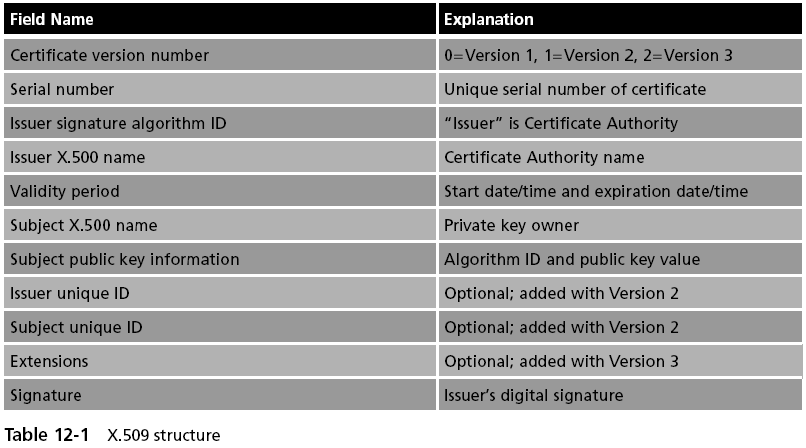 Field Name Explanation
Certificate version number 0=Version 1, 1=Version 2, 2=Version 3
Serial number Unique serial number of certificate
Issuer signature algorithm ID “Issuer” is Certificate Authority
Issuer X.500 name Certificate Authority name
Validity period Start date/time and expiration date/time
Subject X.500 name Private key owner
Subject public key information Algorithm ID and public key value
Issuer unique ID Optional; added with Version 2
Subject unique ID Optional; added with Version 2
Extensions Optional; added with Version 3
Signature Issuer’s digital signature
Table 12-1 X.509 structure